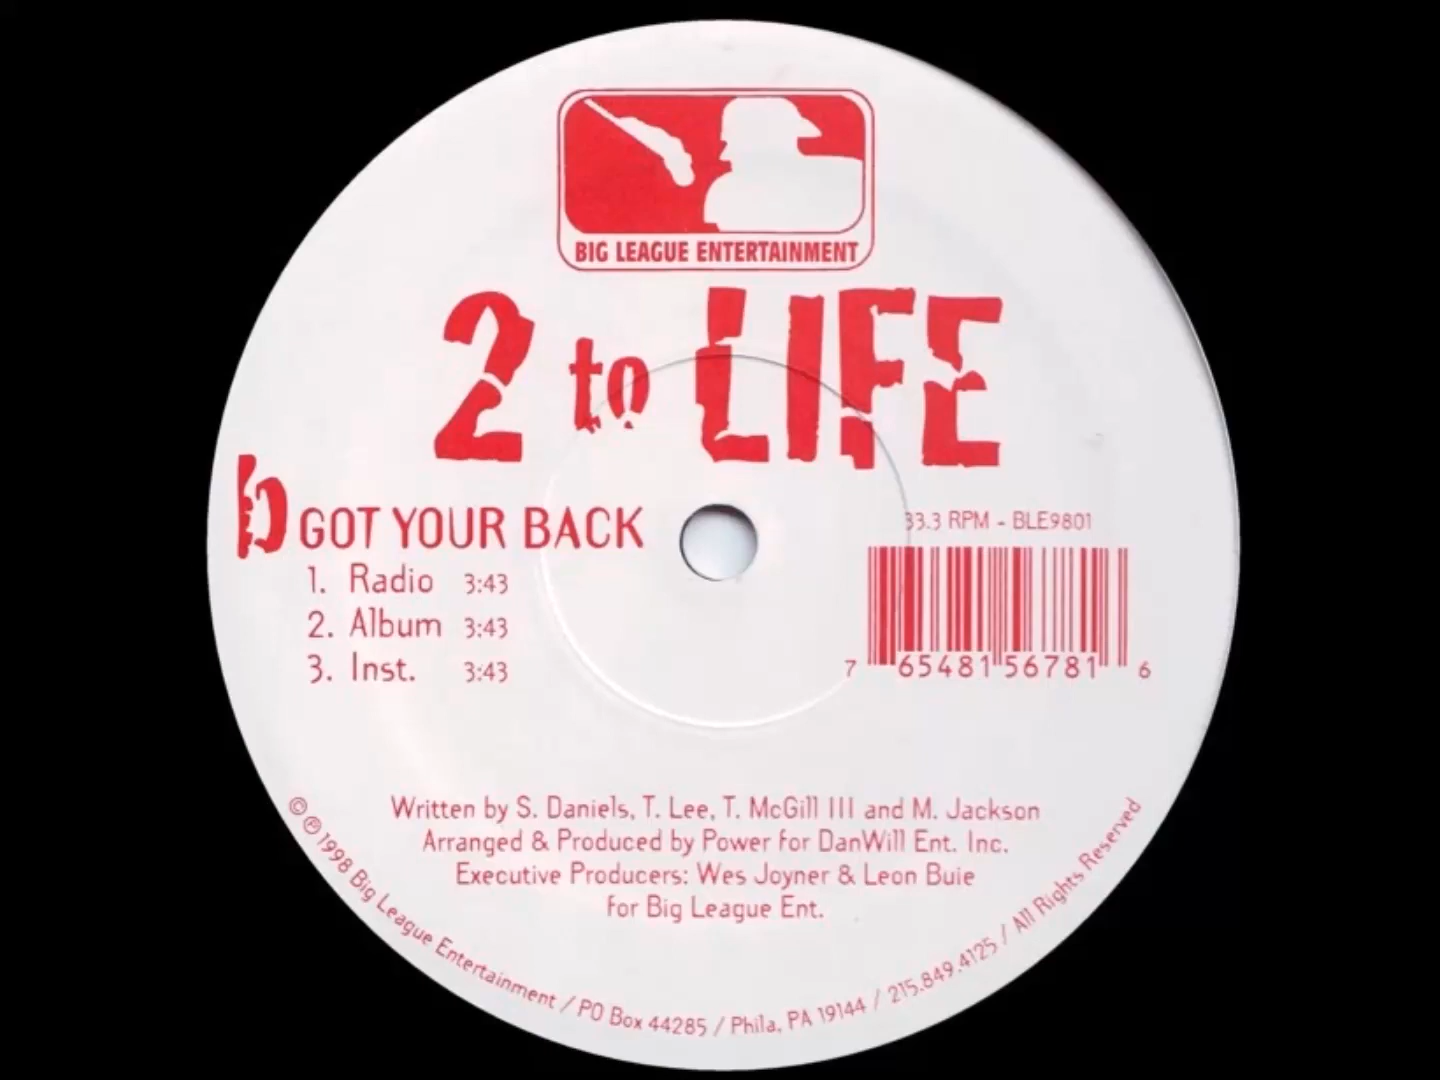 BIG LEAGUE ENTERTAINMENT
2 to LIFE
b GOT YOUR BACK
1. Radio 3:43
2. Album 3:43
3. Inst. 3:43
33.3 RPM - BLE9801
7 65481 56781 6
Written by S. Daniels, T. Lee, T. McGill III and M. Jackson
Arranged & Produced by Power for DanWill Ent. Inc.
Executive Producers: Wes Joyner & Leon Buie
for Big League Ent.
© ℗ 1998 Big League Entertainment / PO Box 44285 / Phila, PA 19144 / 215.849.4125 / All Rights Reserved